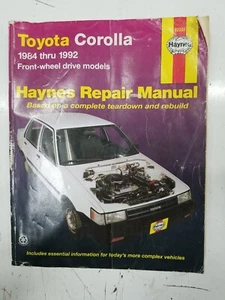 Toyota Corolla
1984 thru 1992
Front-wheel drive models
Haynes
Haynes Repair Manual
Based on a complete teardown and rebuild
Haynes
Includes essential information for today's more complex vehicles